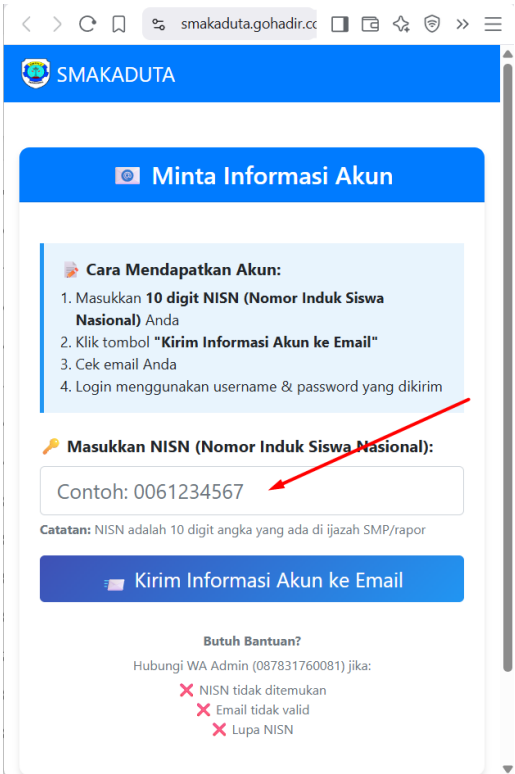 smakaduta.gohadir.co
SMAKADUTA
Minta Informasi Akun
Cara Mendapatkan Akun:
1. Masukkan 10 digit NISN (Nomor Induk Siswa
Nasional) Anda
2. Klik tombol "Kirim Informasi Akun ke Email"
3. Cek email Anda
4. Login menggunakan username & password yang dikirim
Masukkan NISN (Nomor Induk Siswa Nasional):
Contoh: 0061234567
Catatan: NISN adalah 10 digit angka yang ada di ijazah SMP/rapor
Kirim Informasi Akun ke Email
Butuh Bantuan?
Hubungi WA Admin (087831760081) jika:
❌ NISN tidak ditemukan
❌ Email tidak valid
❌ Lupa NISN